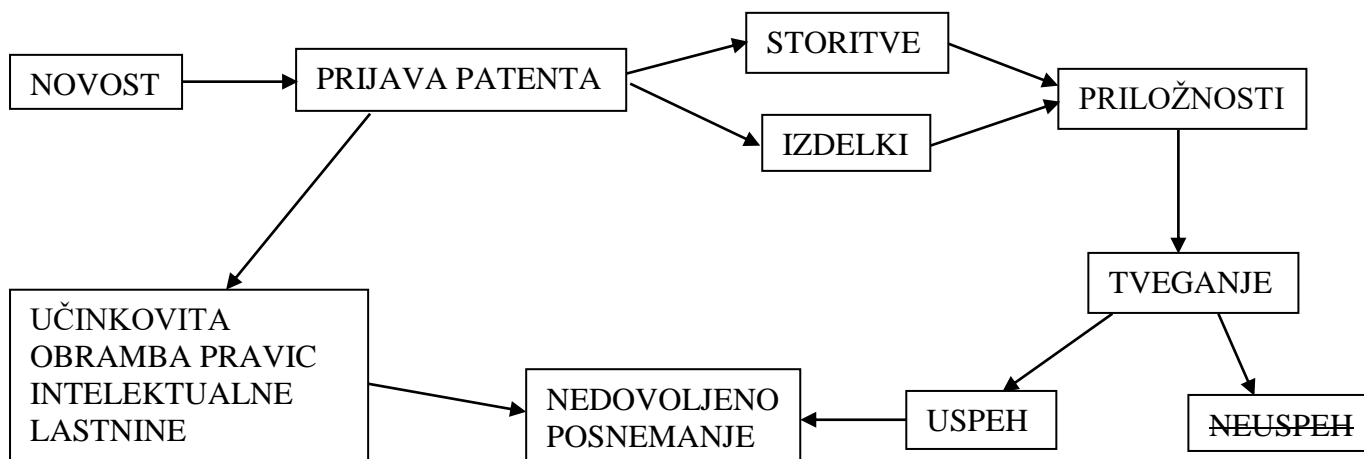 NOVOST
PRIJAVA PATENTA
STORITVE
IZDELKI
PRILOŽNOSTI
TVEGANJE
UČINKOVITA
OBRAMBA PRAVIC
INTELEKTUALNE
LASTNINE
NEDOVOLJENO
POSNEMANJE
USPEH
NEUSPEH